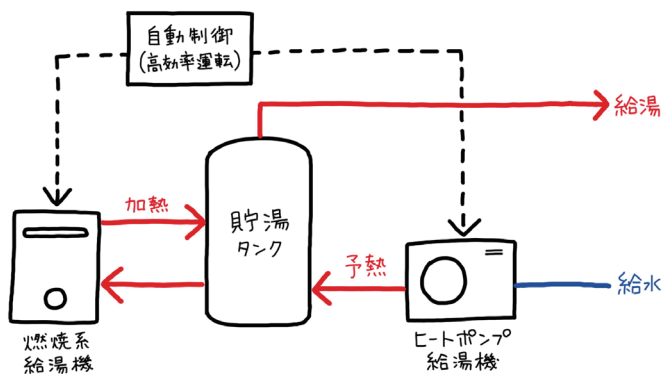 自動制御
(高効率運転)
給湯
加熱
貯湯
タンク
予熱
給水
燃焼系
給湯機
ヒートポンプ
給湯機